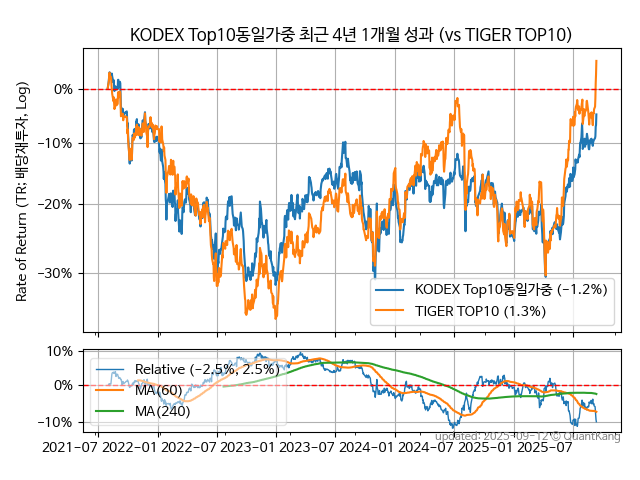 KODEX Top10동일가중 최근 4년 1개월 성과 (vs TIGER TOP10)
Rate of Return (TR: 배당재투자, Log)
0%
−10%
−20%
−30%
KODEX Top10동일가중 (−1.2%)
TIGER TOP10 (1.3%)
10%
0%
−10%
Relative (−2.5%, 2.5%)
MA(60)
MA(240)
updated: 2025-09-12 © QuantKang
2021-07 2022-01 2022-07 2023-01 2023-07 2024-01 2024-07 2025-01 2025-07